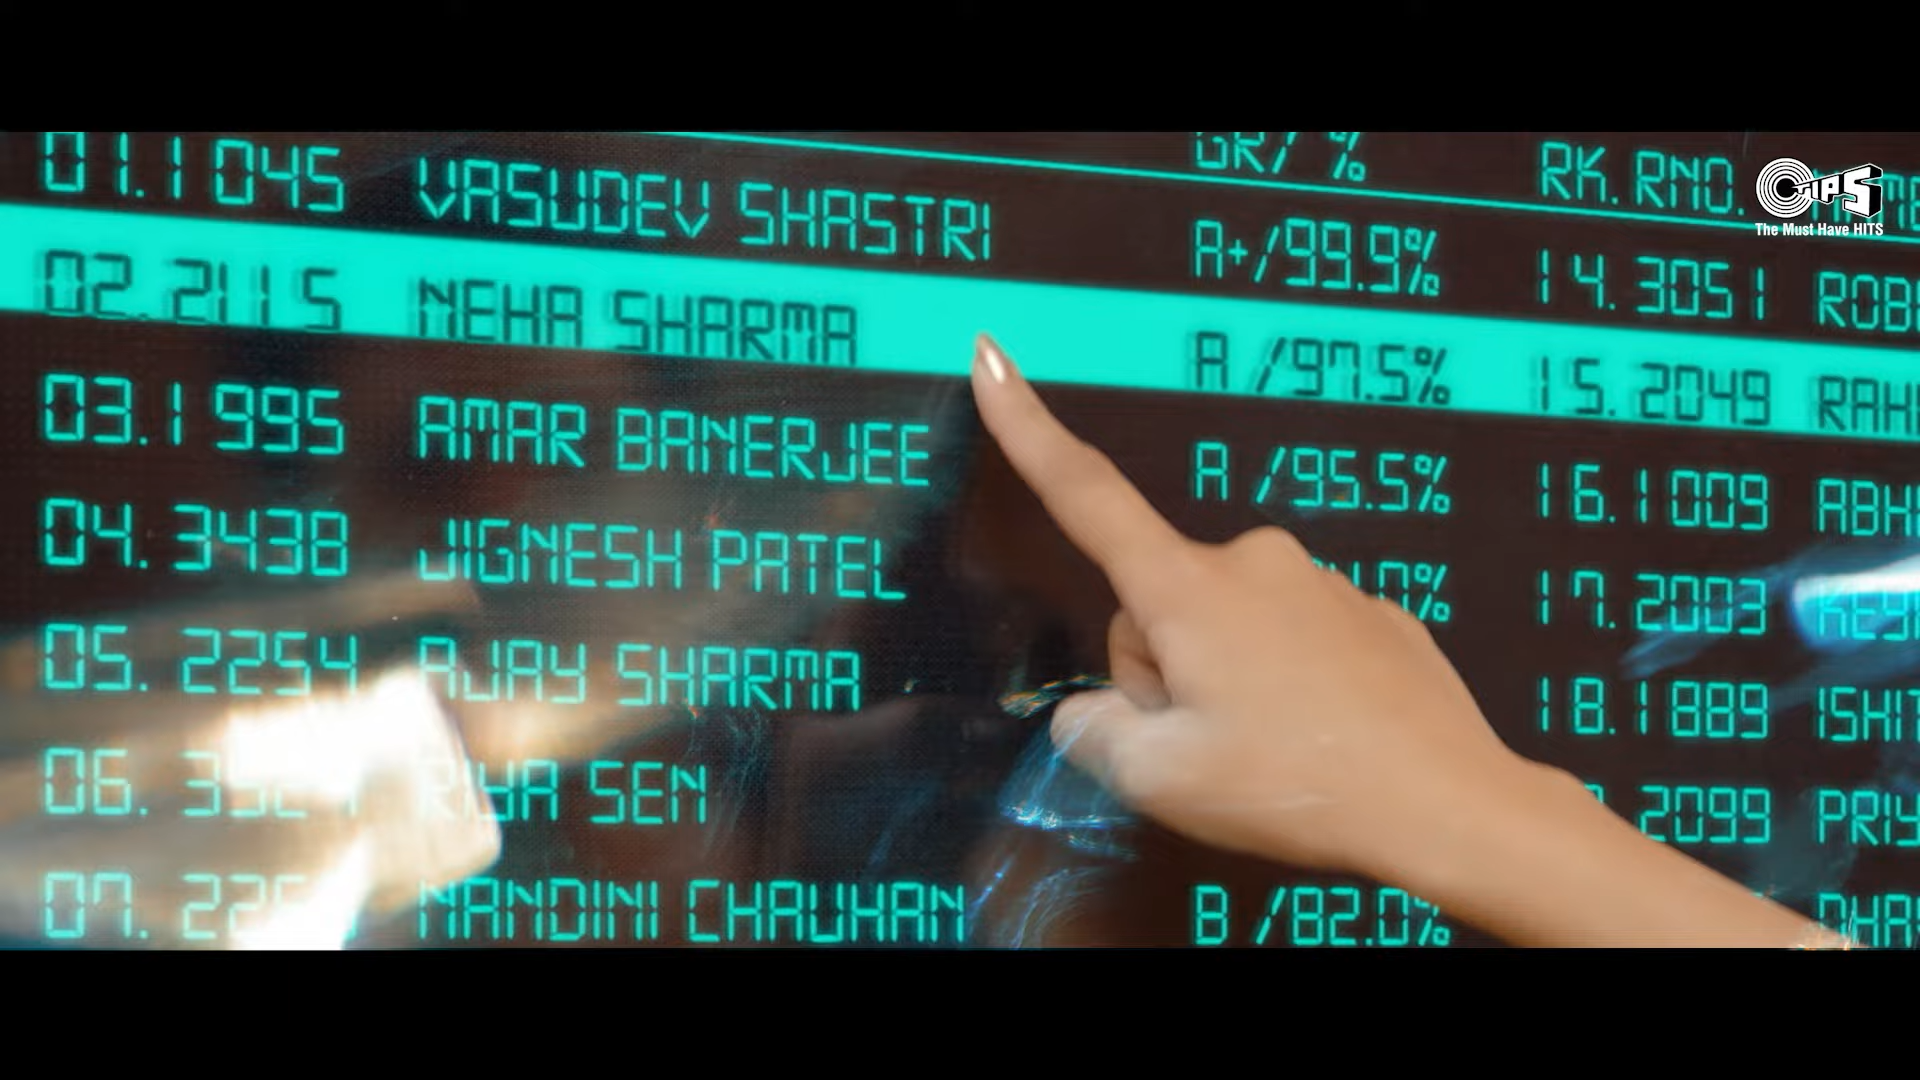 GR/ %
RK. RNO.
TIPS
The Must Have HITS
01.1045 VASUDEV SHASTRI A+/99.9% 14.3051
02.2115 NEHA SHARMA A /97.5% 15.2049
03.1995 AMAR BANERJEE A /95.5% 16.1009
04.3438 JIGNESH PATEL 17.2003
05.2254 AJAY SHARMA 18.1889
06. RIYA SEN 2099
07. NANDINI CHAUHAN B /82.0%